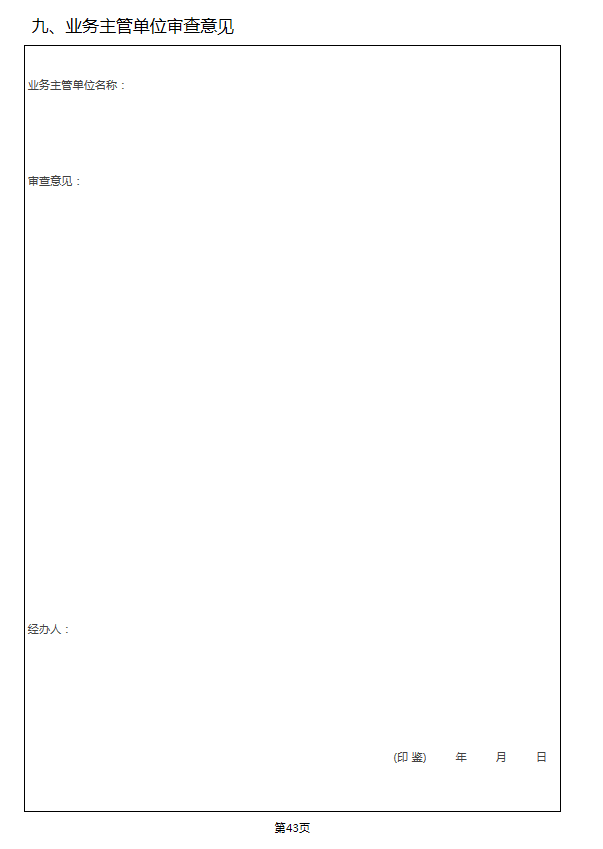 九、业务主管单位审查意见
业务主管单位名称：
审查意见：
经办人：
(印 鉴) 年 月 日
第43页